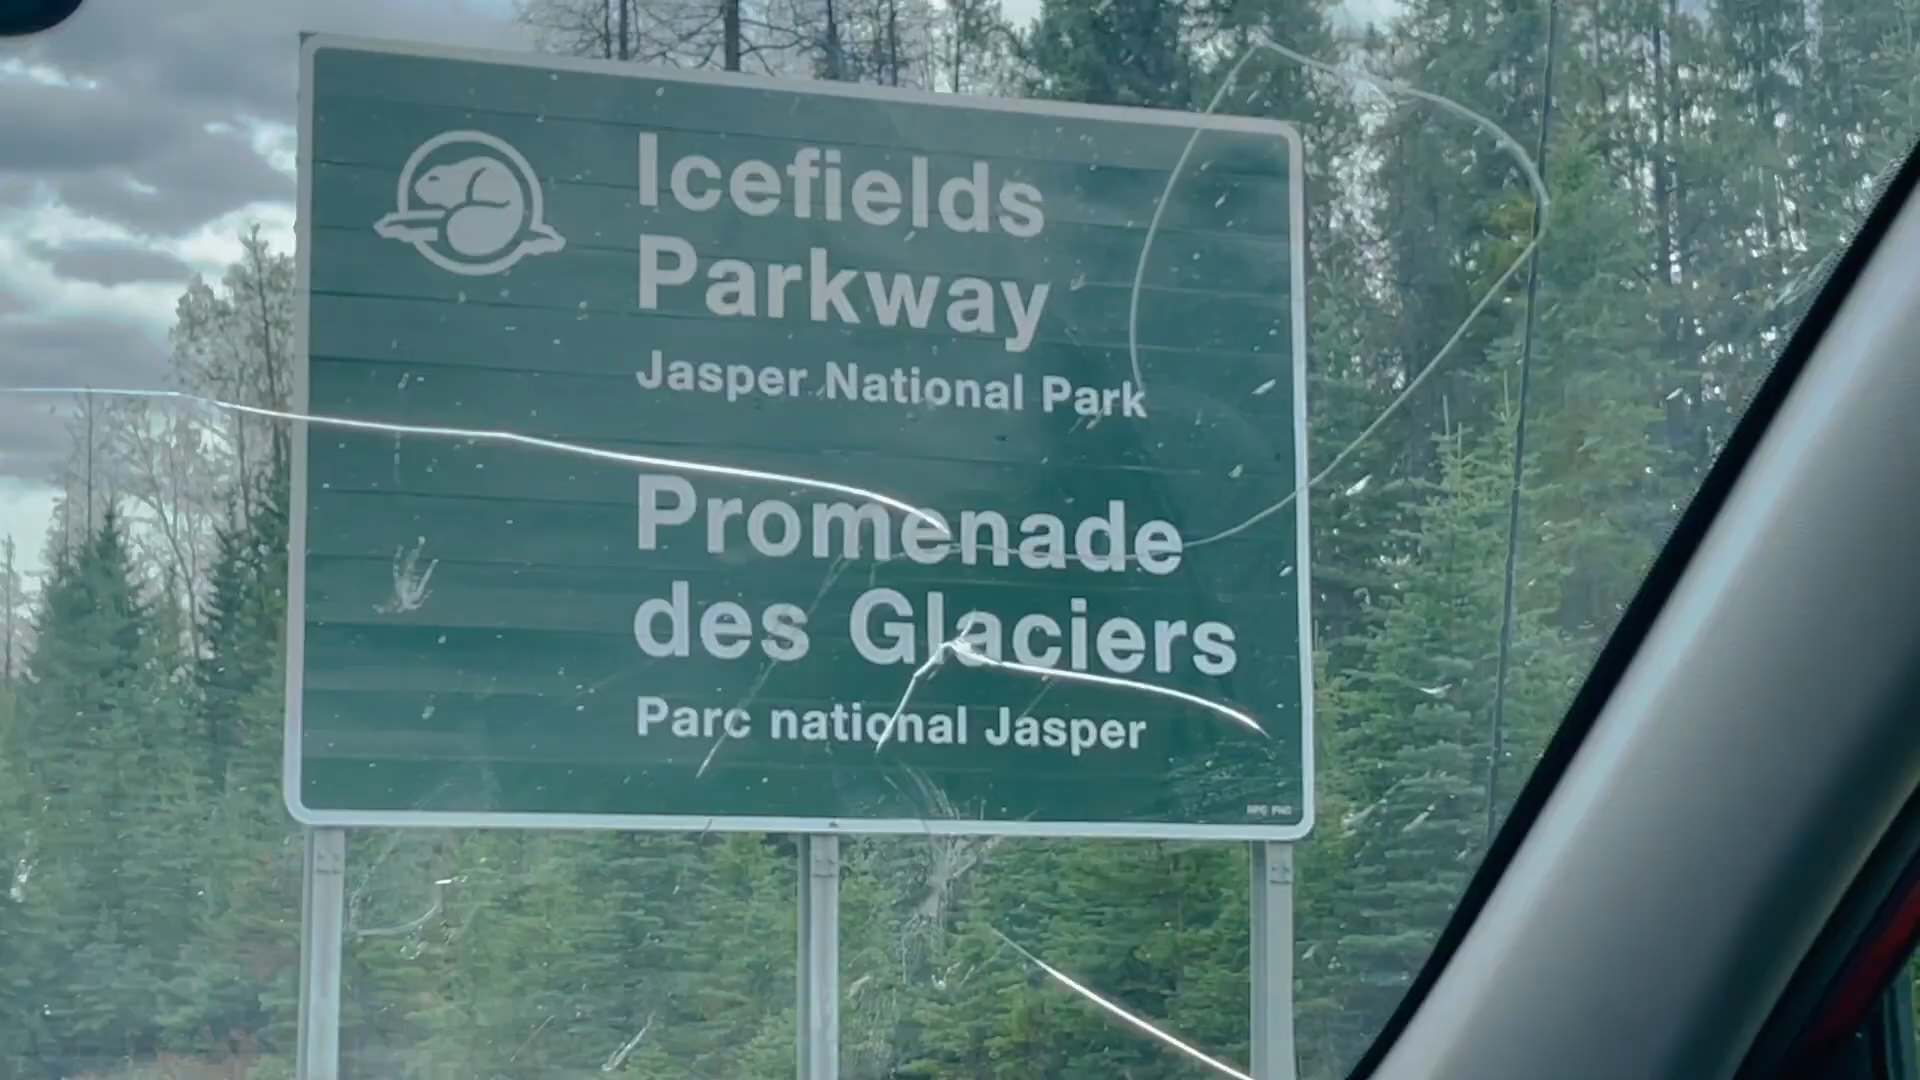 Icefields
Parkway
Jasper National Park
Promenade
des Glaciers
Parc national Jasper